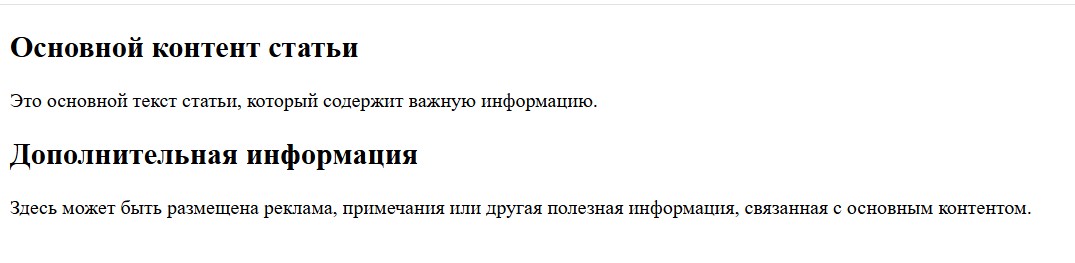 Основной контент статьи
Это основной текст статьи, который содержит важную информацию.
Дополнительная информация
Здесь может быть размещена реклама, примечания или другая полезная информация, связанная с основным контентом.